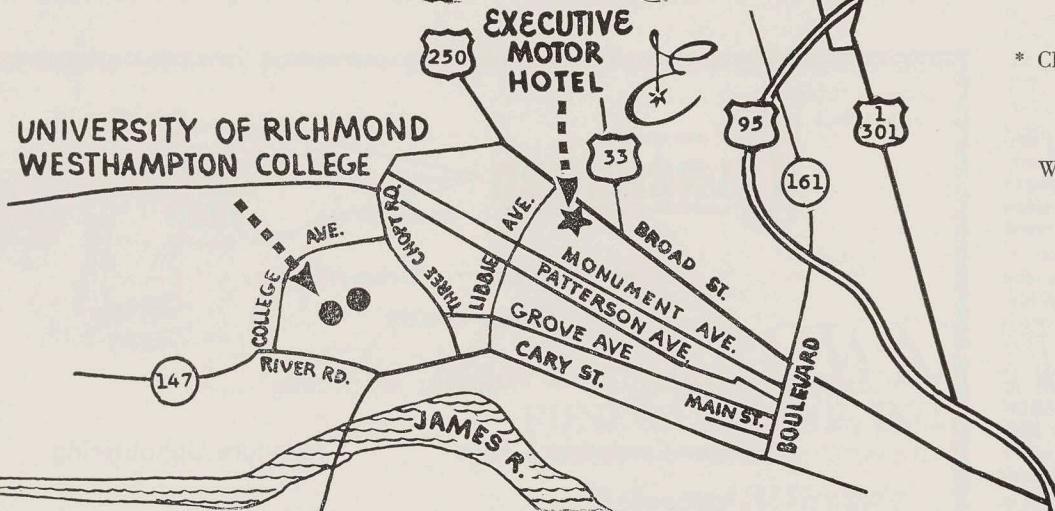 EXECUTIVE
MOTOR
HOTEL
250
UNIVERSITY OF RICHMOND
WESTHAMPTON COLLEGE
33
95
1
301
161
* Cl
W
THREE CHOPT RD.
LIBBIE AVE.
COLLEGE AVE.
BROAD ST.
MONUMENT AVE.
PATTERSON AVE.
GROVE AVE
CARY ST.
MAIN ST.
BOULEVARD
RIVER RD.
147
JAMES R.